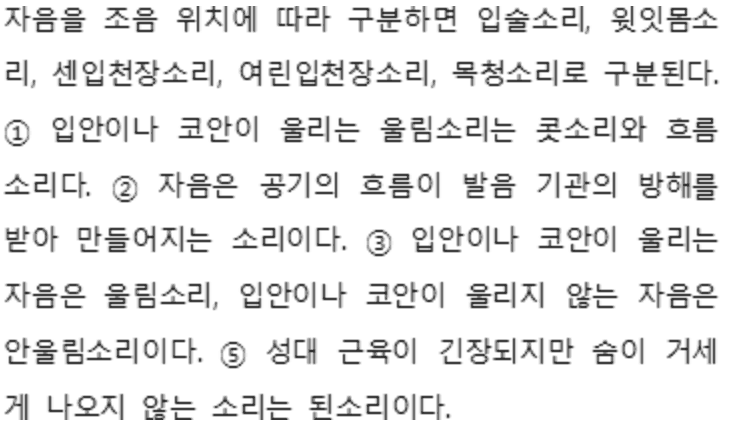 자음을 조음 위치에 따라 구분하면 입술소리, 윗잇몸소
리, 센입천장소리, 여린입천장소리, 목청소리로 구분된다.
① 입안이나 코안이 울리는 울림소리는 콧소리와 흐름
소리다. ② 자음은 공기의 흐름이 발음 기관의 방해를
받아 만들어지는 소리이다. ③ 입안이나 코안이 울리는
자음은 울림소리, 입안이나 코안이 울리지 않는 자음은
안울림소리이다. ⑤ 성대 근육이 긴장되지만 숨이 거세
게 나오지 않는 소리는 된소리이다.